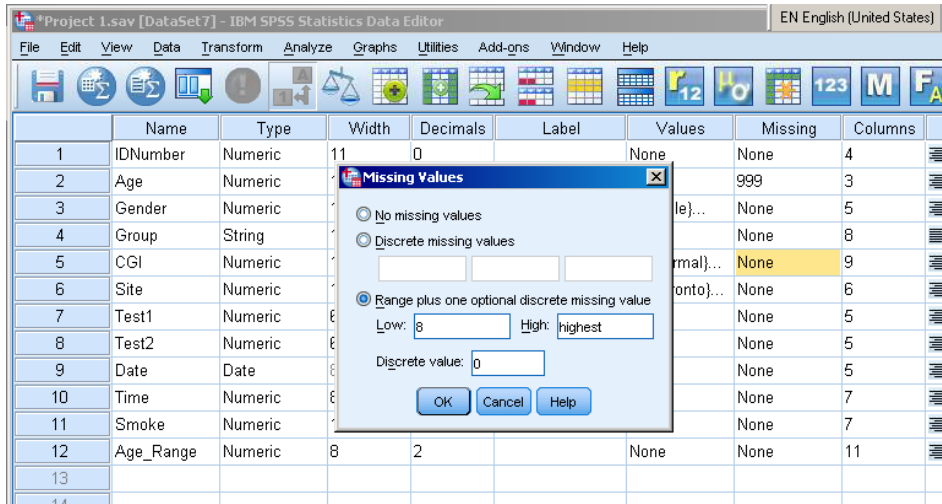 *Project 1.sav [DataSet7] - IBM SPSS Statistics Data Editor
EN English (United States)
File Edit View Data Transform Analyze Graphs Utilities Add-ons Window Help
A
14
12
123
M
Name Type Width Decimals Label Values Missing Columns
1 IDNumber Numeric 11 0 None None 4
2 Age Numeric 999 3
3 Gender Numeric le}... None 5
4 Group String None 8
5 CGI Numeric rmal}... None 9
6 Site Numeric ronto}... None 6
7 Test1 Numeric None 5
8 Test2 Numeric None 5
9 Date Date None 5
10 Time Numeric None 7
11 Smoke Numeric None 7
12 Age_Range Numeric 8 2 None None 11
13
Missing Values
No missing values
Discrete missing values
Range plus one optional discrete missing value
Low: 8 High: highest
Discrete value: 0
OK Cancel Help